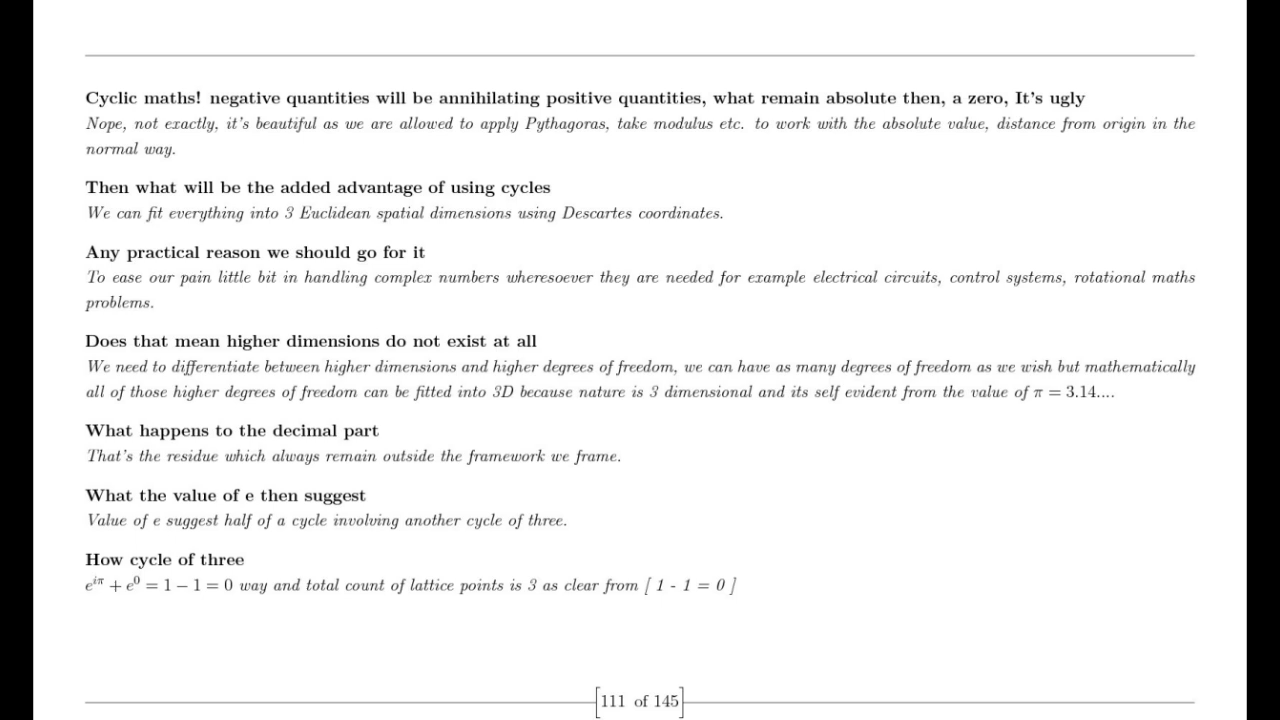 Cyclic maths! negative quantities will be annihilating positive quantities, what remain absolute then, a zero, It's ugly
Nope, not exactly, it's beautiful as we are allowed to apply Pythagoras, take modulus etc. to work with the absolute value, distance from origin in the
normal way.
Then what will be the added advantage of using cycles
We can fit everything into 3 Euclidean spatial dimensions using Descartes coordinates.
Any practical reason we should go for it
To ease our pain little bit in handling complex numbers wheresoever they are needed for example electrical circuits, control systems, rotational maths
problems.
Does that mean higher dimensions do not exist at all
We need to differentiate between higher dimensions and higher degrees of freedom, we can have as many degrees of freedom as we wish but mathematically
all of those higher degrees of freedom can be fitted into 3D because nature is 3 dimensional and its self evident from the value of π = 3.14....
What happens to the decimal part
That's the residue which always remain outside the framework we frame.
What the value of e then suggest
Value of e suggest half of a cycle involving another cycle of three.
How cycle of three
e^{iπ} + e^0 = 1 − 1 = 0 way and total count of lattice points is 3 as clear from [ 1 - 1 = 0 ]
[111 of 145]